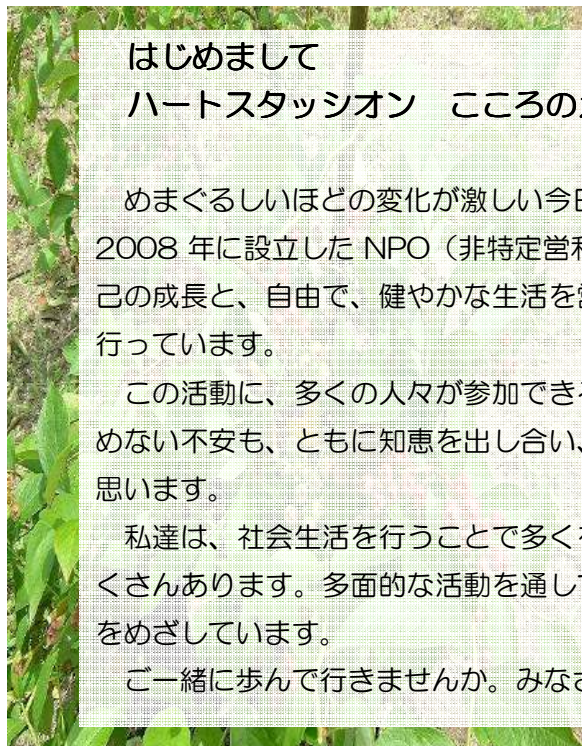 はじめまして
ハートスタッシオン　こころの
めまぐるしいほどの変化が激しい今日
2008 年に設立した NPO（非特定営利
己の成長と、自由で、健やかな生活を営
行っています。
この活動に、多くの人々が参加でき
めない不安も、ともに知恵を出し合い、
思います。
私達は、社会生活を行うことで多く
くさんあります。多面的な活動を通して
をめざしています。
ご一緒に歩んで行きませんか。みなさ